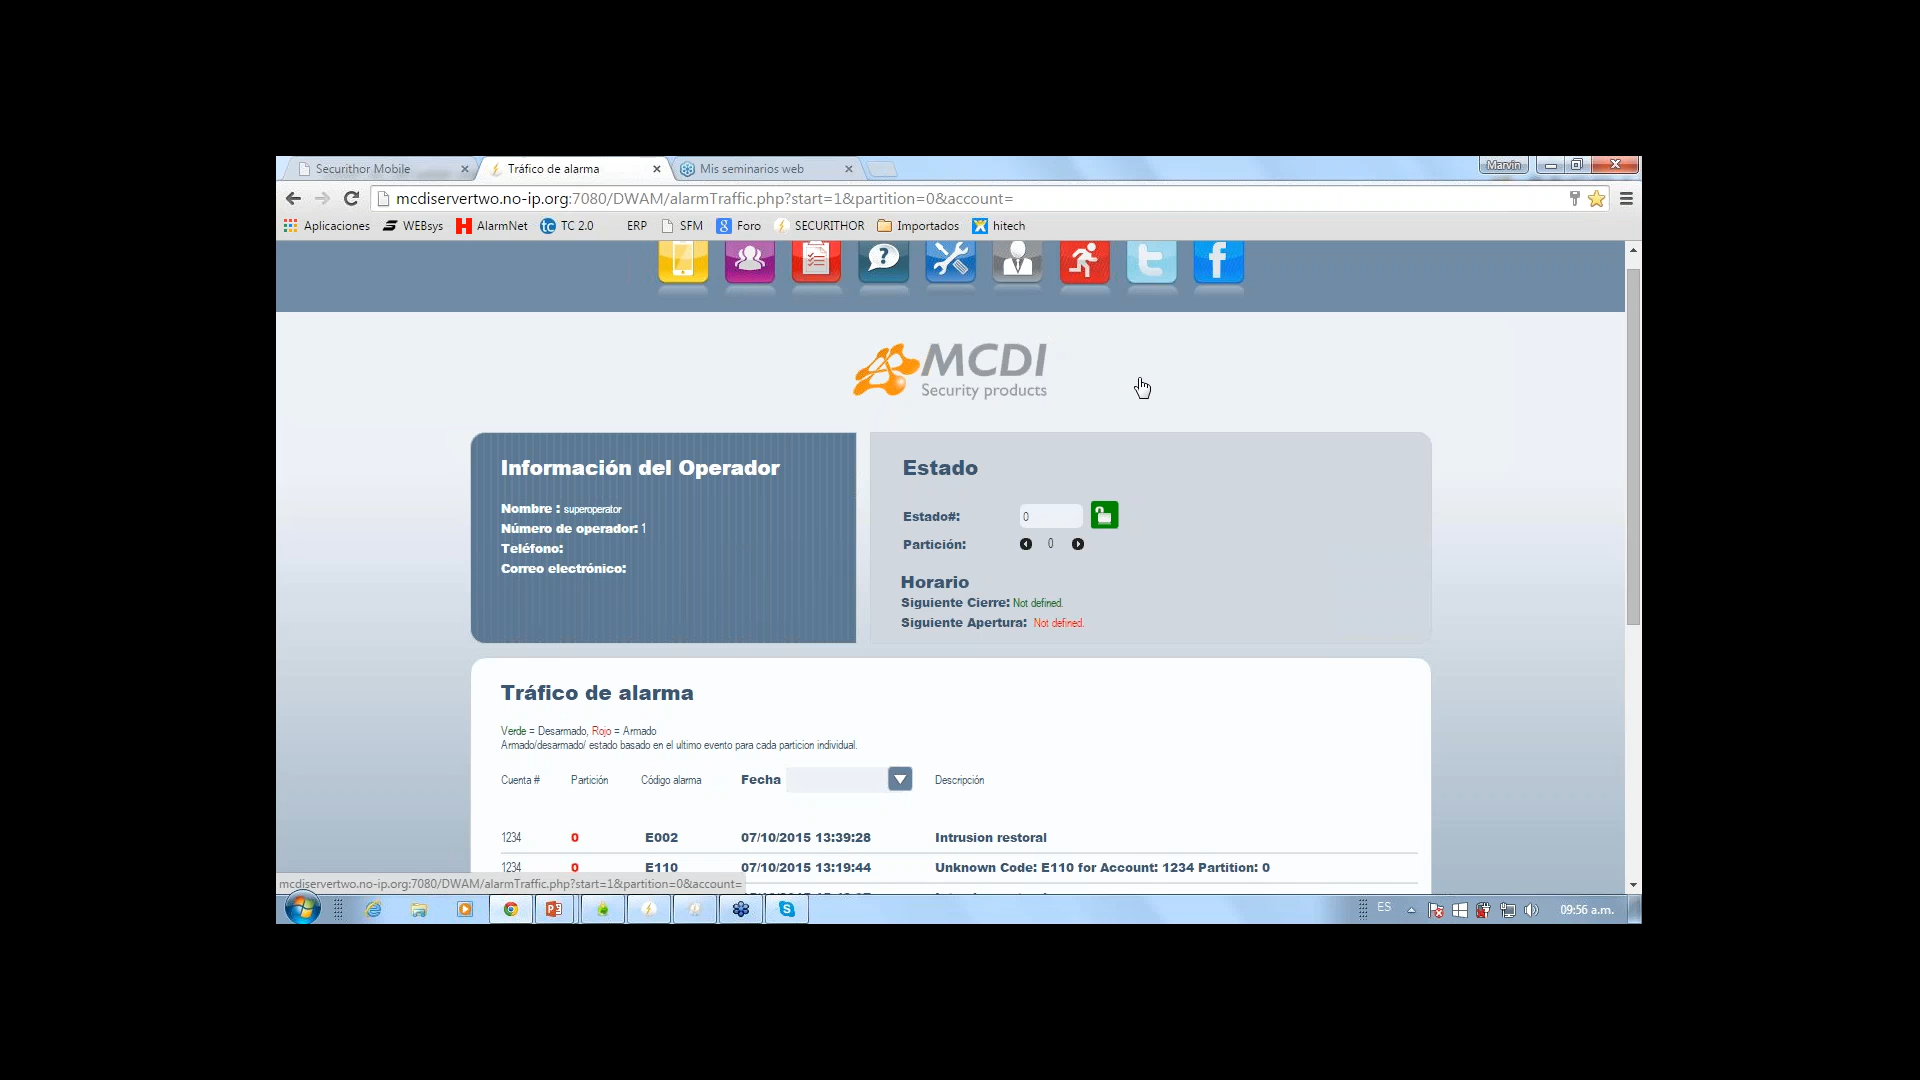 Securithor Mobile
Tráfico de alarma
Mis seminarios web
Marvin
mcdiservertwo.no-ip.org:7080/DWAM/alarmTraffic.php?start=1&partition=0&account=
Aplicaciones
WEBsys
AlarmNet
TC 2.0
ERP
SFM
Foro
SECURITHOR
Importados
hitech
MCDI
Security products
Información del Operador
Nombre : superoperator
Número de operador: 1
Teléfono:
Correo electrónico:
Estado
Estado#: 0
Partición: 0
Horario
Siguiente Cierre: Not defined.
Siguiente Apertura: Not defined.
Tráfico de alarma
Verde = Desarmado, Rojo = Armado
Armado/desarmado/ estado basado en el ultimo evento para cada particion individual.
Cuenta # Partición Código alarma Fecha Descripción
1234 0 E002 07/10/2015 13:39:28 Intrusion restoral
1234 0 E110 07/10/2015 13:19:44 Unknown Code: E110 for Account: 1234 Partition: 0
mcdiservertwo.no-ip.org:7080/DWAM/alarmTraffic.php?start=1&partition=0&account=
ES
09:56 a.m.